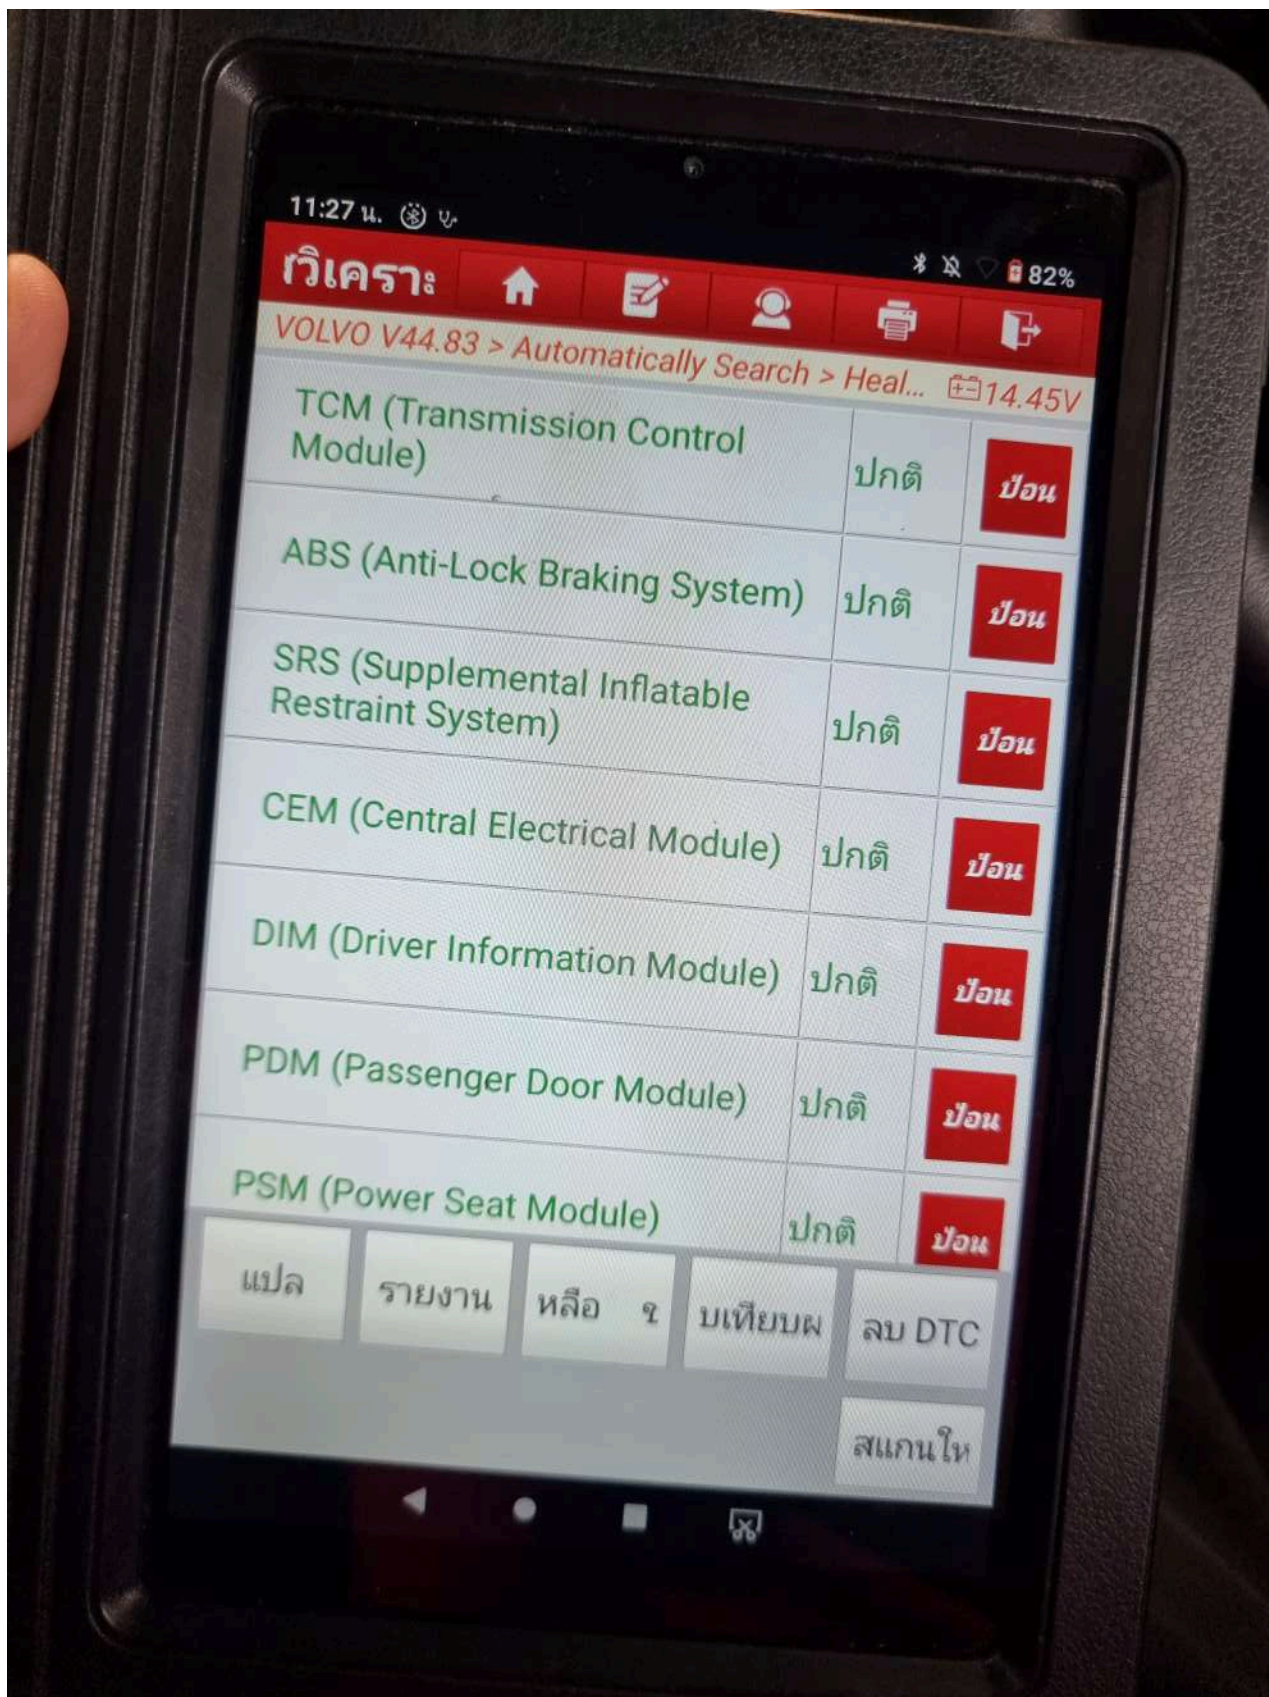 11:27 น.
82%
รวิเคราะ
VOLVO V44.83 > Automatically Search > Heal... 14.45V
TCM (Transmission Control
Module)
ปกติ
ป้อน
ABS (Anti-Lock Braking System)
ปกติ
ป้อน
SRS (Supplemental Inflatable
Restraint System)
ปกติ
ป้อน
CEM (Central Electrical Module)
ปกติ
ป้อน
DIM (Driver Information Module)
ปกติ
ป้อน
PDM (Passenger Door Module)
ปกติ
ป้อน
PSM (Power Seat Module)
ปกติ
ป้อน
แปล
รายงาน
หลือ ข
บเทียบผ
ลบ DTC
สแกนให